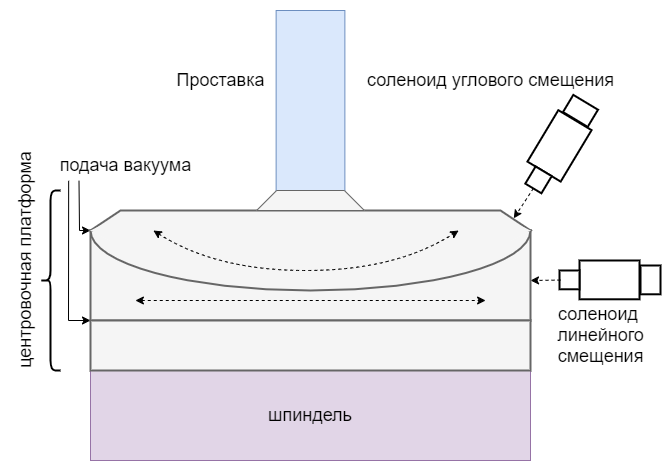 Проставка
соленоид углового смещения
подача вакуума
центровочная платформа
соленоид
линейного
смещения
шпиндель